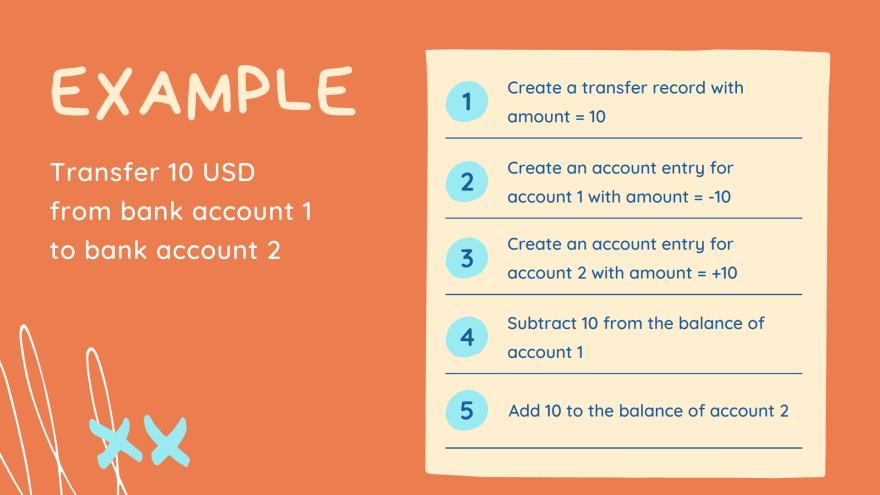 EXAMPLE
Transfer 10 USD
from bank account 1
to bank account 2
1
Create a transfer record with
amount = 10
2
Create an account entry for
account 1 with amount = -10
3
Create an account entry for
account 2 with amount = +10
4
Subtract 10 from the balance of
account 1
5
Add 10 to the balance of account 2